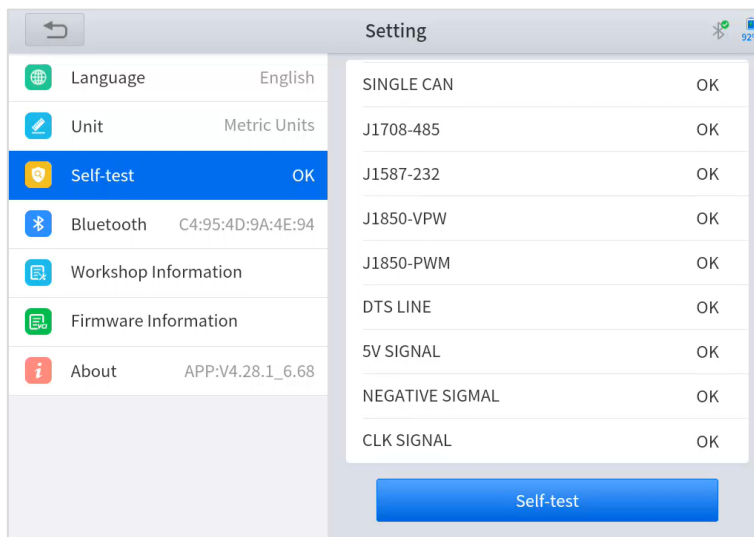 Setting
92%
Language English
Unit Metric Units
Self-test OK
Bluetooth C4:95:4D:9A:4E:94
Workshop Information
Firmware Information
About APP:V4.28.1_6.68
SINGLE CAN OK
J1708-485 OK
J1587-232 OK
J1850-VPW OK
J1850-PWM OK
DTS LINE OK
5V SIGNAL OK
NEGATIVE SIGMAL OK
CLK SIGNAL OK
Self-test